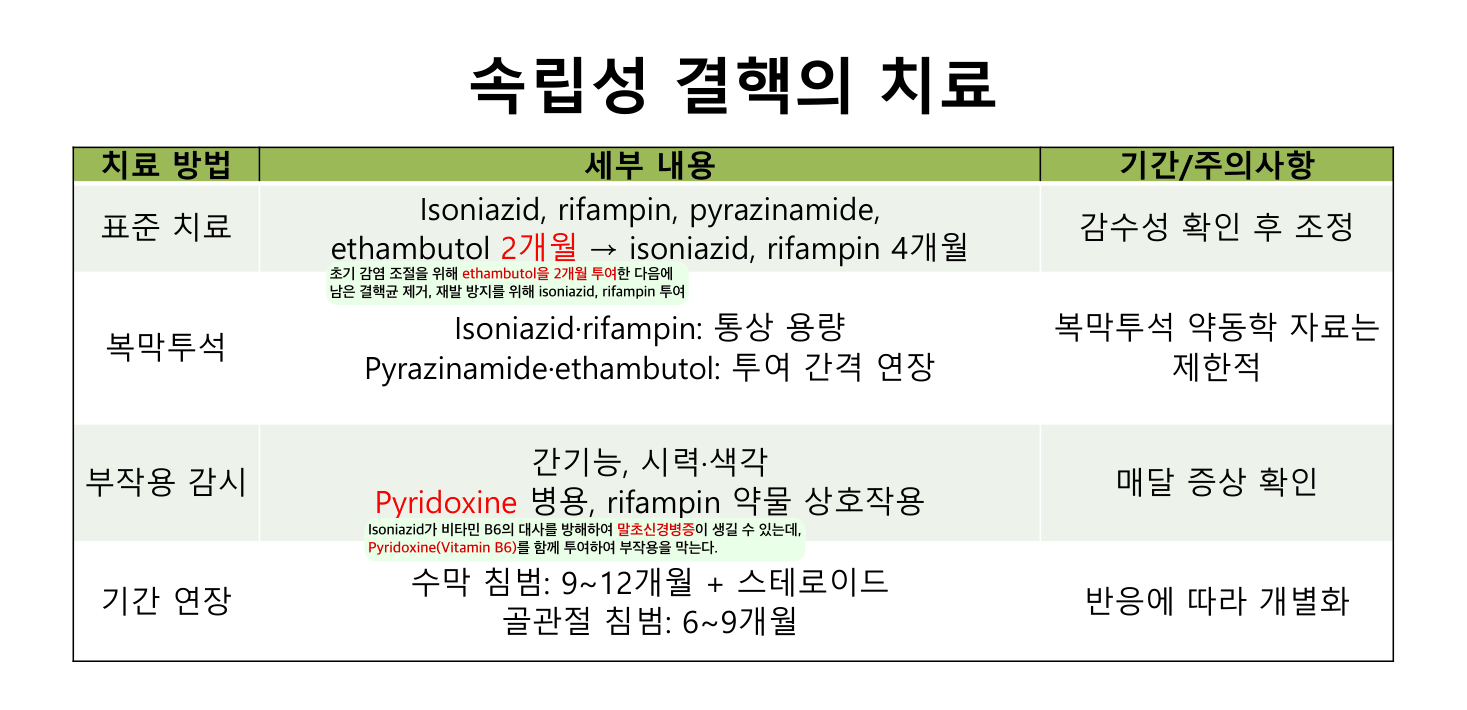 속립성 결핵의 치료
치료 방법 세부 내용 기간/주의사항
표준 치료
Isoniazid, rifampin, pyrazinamide,
ethambutol 2개월 → isoniazid, rifampin 4개월
감수성 확인 후 조정
초기 감염 조절을 위해 ethambutol을 2개월 투여한 다음에
남은 결핵균 제거, 재발 방지를 위해 isoniazid, rifampin 투여
복막투석
Isoniazid·rifampin: 통상 용량
Pyrazinamide·ethambutol: 투여 간격 연장
복막투석 약동학 자료는
제한적
부작용 감시
간기능, 시력·색각
Pyridoxine 병용, rifampin 약물 상호작용
매달 증상 확인
Isoniazid가 비타민 B6의 대사를 방해하여 말초신경병증이 생길 수 있는데,
Pyridoxine(Vitamin B6)를 함께 투여하여 부작용을 막는다.
기간 연장
수막 침범: 9~12개월 + 스테로이드
골관절 침범: 6~9개월
반응에 따라 개별화